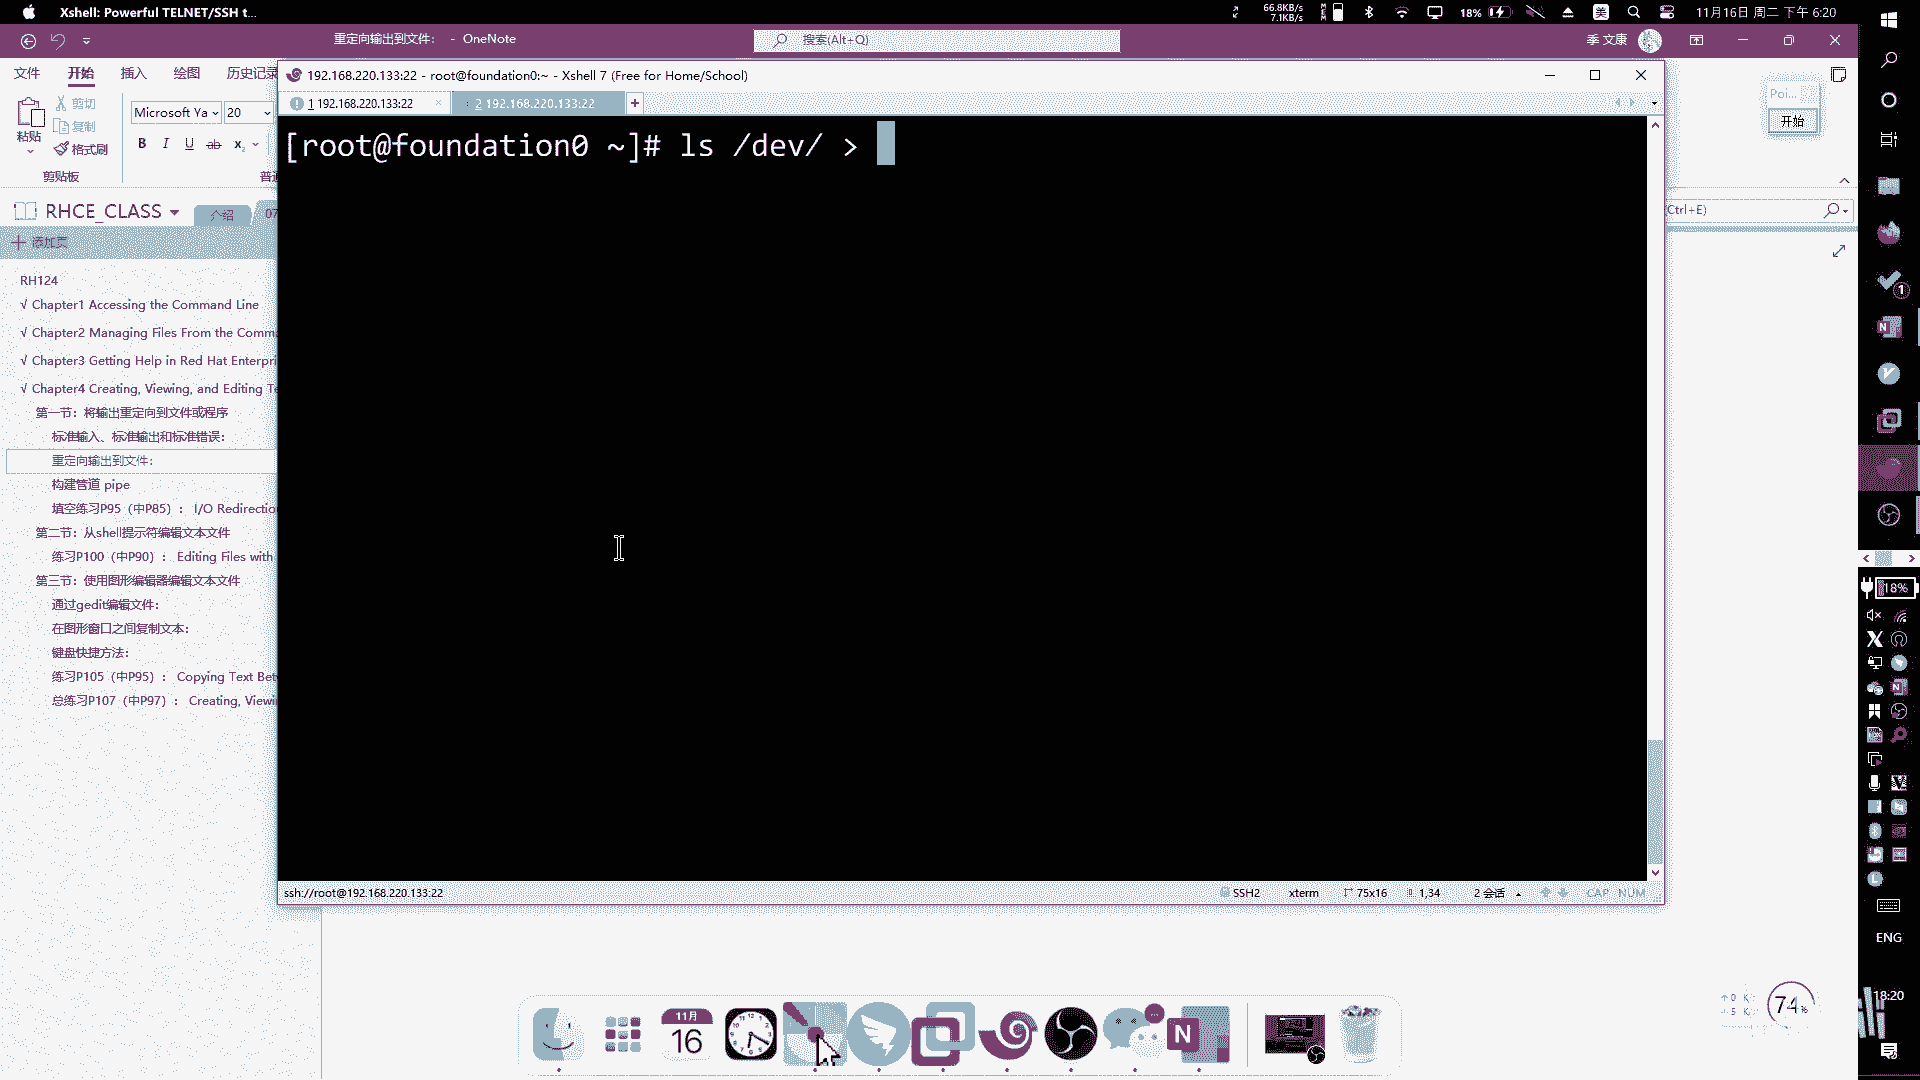 Xshell: Powerful TELNET/SSH t...
66.8KB/s
7.1KB/s
18%
美
11月16日 周二 下午 6:20
重定向输出到文件: - OneNote
搜索(Alt+Q)
季 文康
文件 开始 插入 绘图 历史记录
192.168.220.133:22 - root@foundation0:~ - Xshell 7 (Free for Home/School)
1 192.168.220.133:22
2 192.168.220.133:22
粘贴
剪切
复制
格式刷
剪贴板
Microsoft Ya
20
B I U ab x
普通
Poi...
开始
[root@foundation0 ~]# ls /dev/ >
RHCE_CLASS
介绍
07
Ctrl+E)
添加页
RH124
√ Chapter1 Accessing the Command Line
√ Chapter2 Managing Files From the Comma
√ Chapter3 Getting Help in Red Hat Enterpri
√ Chapter4 Creating, Viewing, and Editing Te
第一节：将输出重定向到文件或程序
标准输入、标准输出和标准错误:
重定向输出到文件:
构建管道 pipe
填空练习P95（中P85）： I/O Redirectio
第二节：从shell提示符编辑文本文件
练习P100（中P90）： Editing Files with
第三节：使用图形编辑器编辑文本文件
通过gedit编辑文件:
在图形窗口之间复制文本:
键盘快捷方法:
练习P105（中P95）： Copying Text Bet
总练习P107（中P97）： Creating, Viewin
ssh://root@192.168.220.133:22
SSH2
xterm
75x16
1,34
2 会话
CAP NUM
18%
ENG
18:20
11月
16
N
74%
0 K
5 K